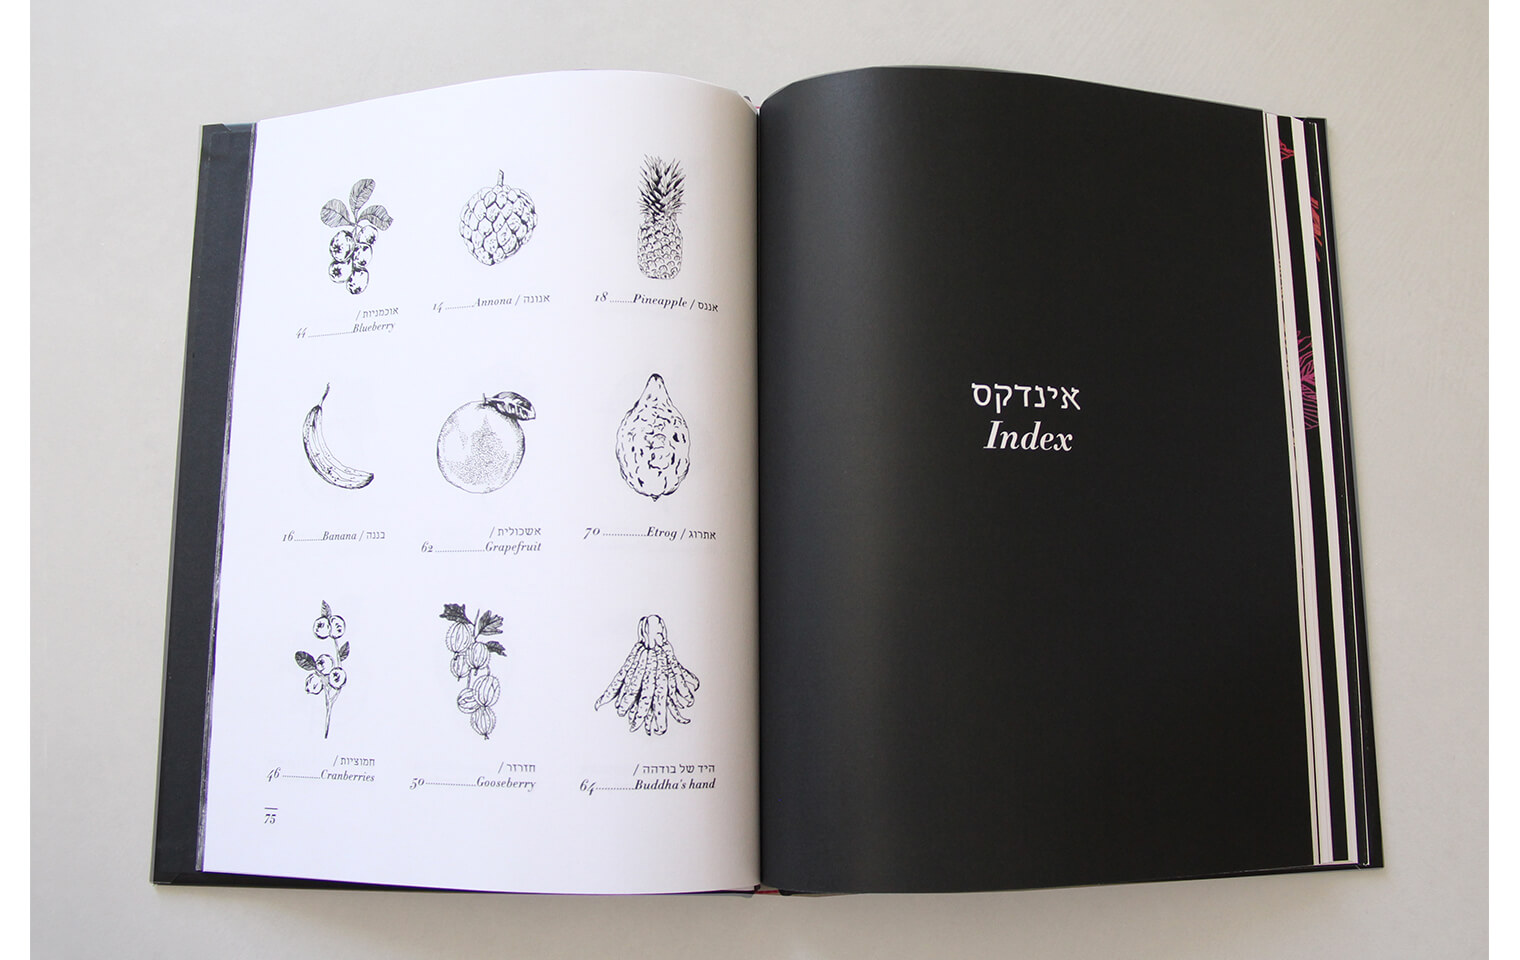 אינדקס
Index
אננס / Pineapple ......... 18
אנונה / Annona ......... 14
אוכמניות /
Blueberry ............... 44
אתרוג / Etrog ............... 70
אשכולית /
Grapefruit ............... 62
בננה / Banana ......... 16
היד של בודהה /
Buddha's hand ............ 64
חזרזר /
Gooseberry ............... 50
חמוציות /
Cranberries ............ 46
75